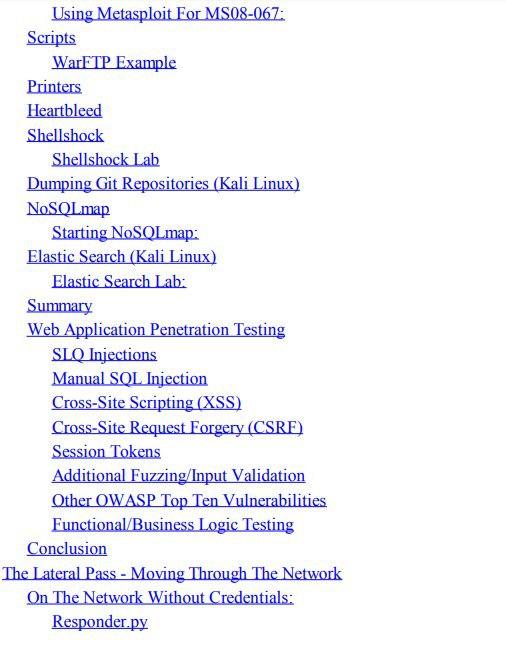 Using Metasploit For MS08-067:
Scripts
WarFTP Example
Printers
Heartbleed
Shellshock
Shellshock Lab
Dumping Git Repositories (Kali Linux)
NoSQLmap
Starting NoSQLmap:
Elastic Search (Kali Linux)
Elastic Search Lab:
Summary
Web Application Penetration Testing
SLQ Injections
Manual SQL Injection
Cross-Site Scripting (XSS)
Cross-Site Request Forgery (CSRF)
Session Tokens
Additional Fuzzing/Input Validation
Other OWASP Top Ten Vulnerabilities
Functional/Business Logic Testing
Conclusion
The Lateral Pass - Moving Through The Network
On The Network Without Credentials:
Responder.py